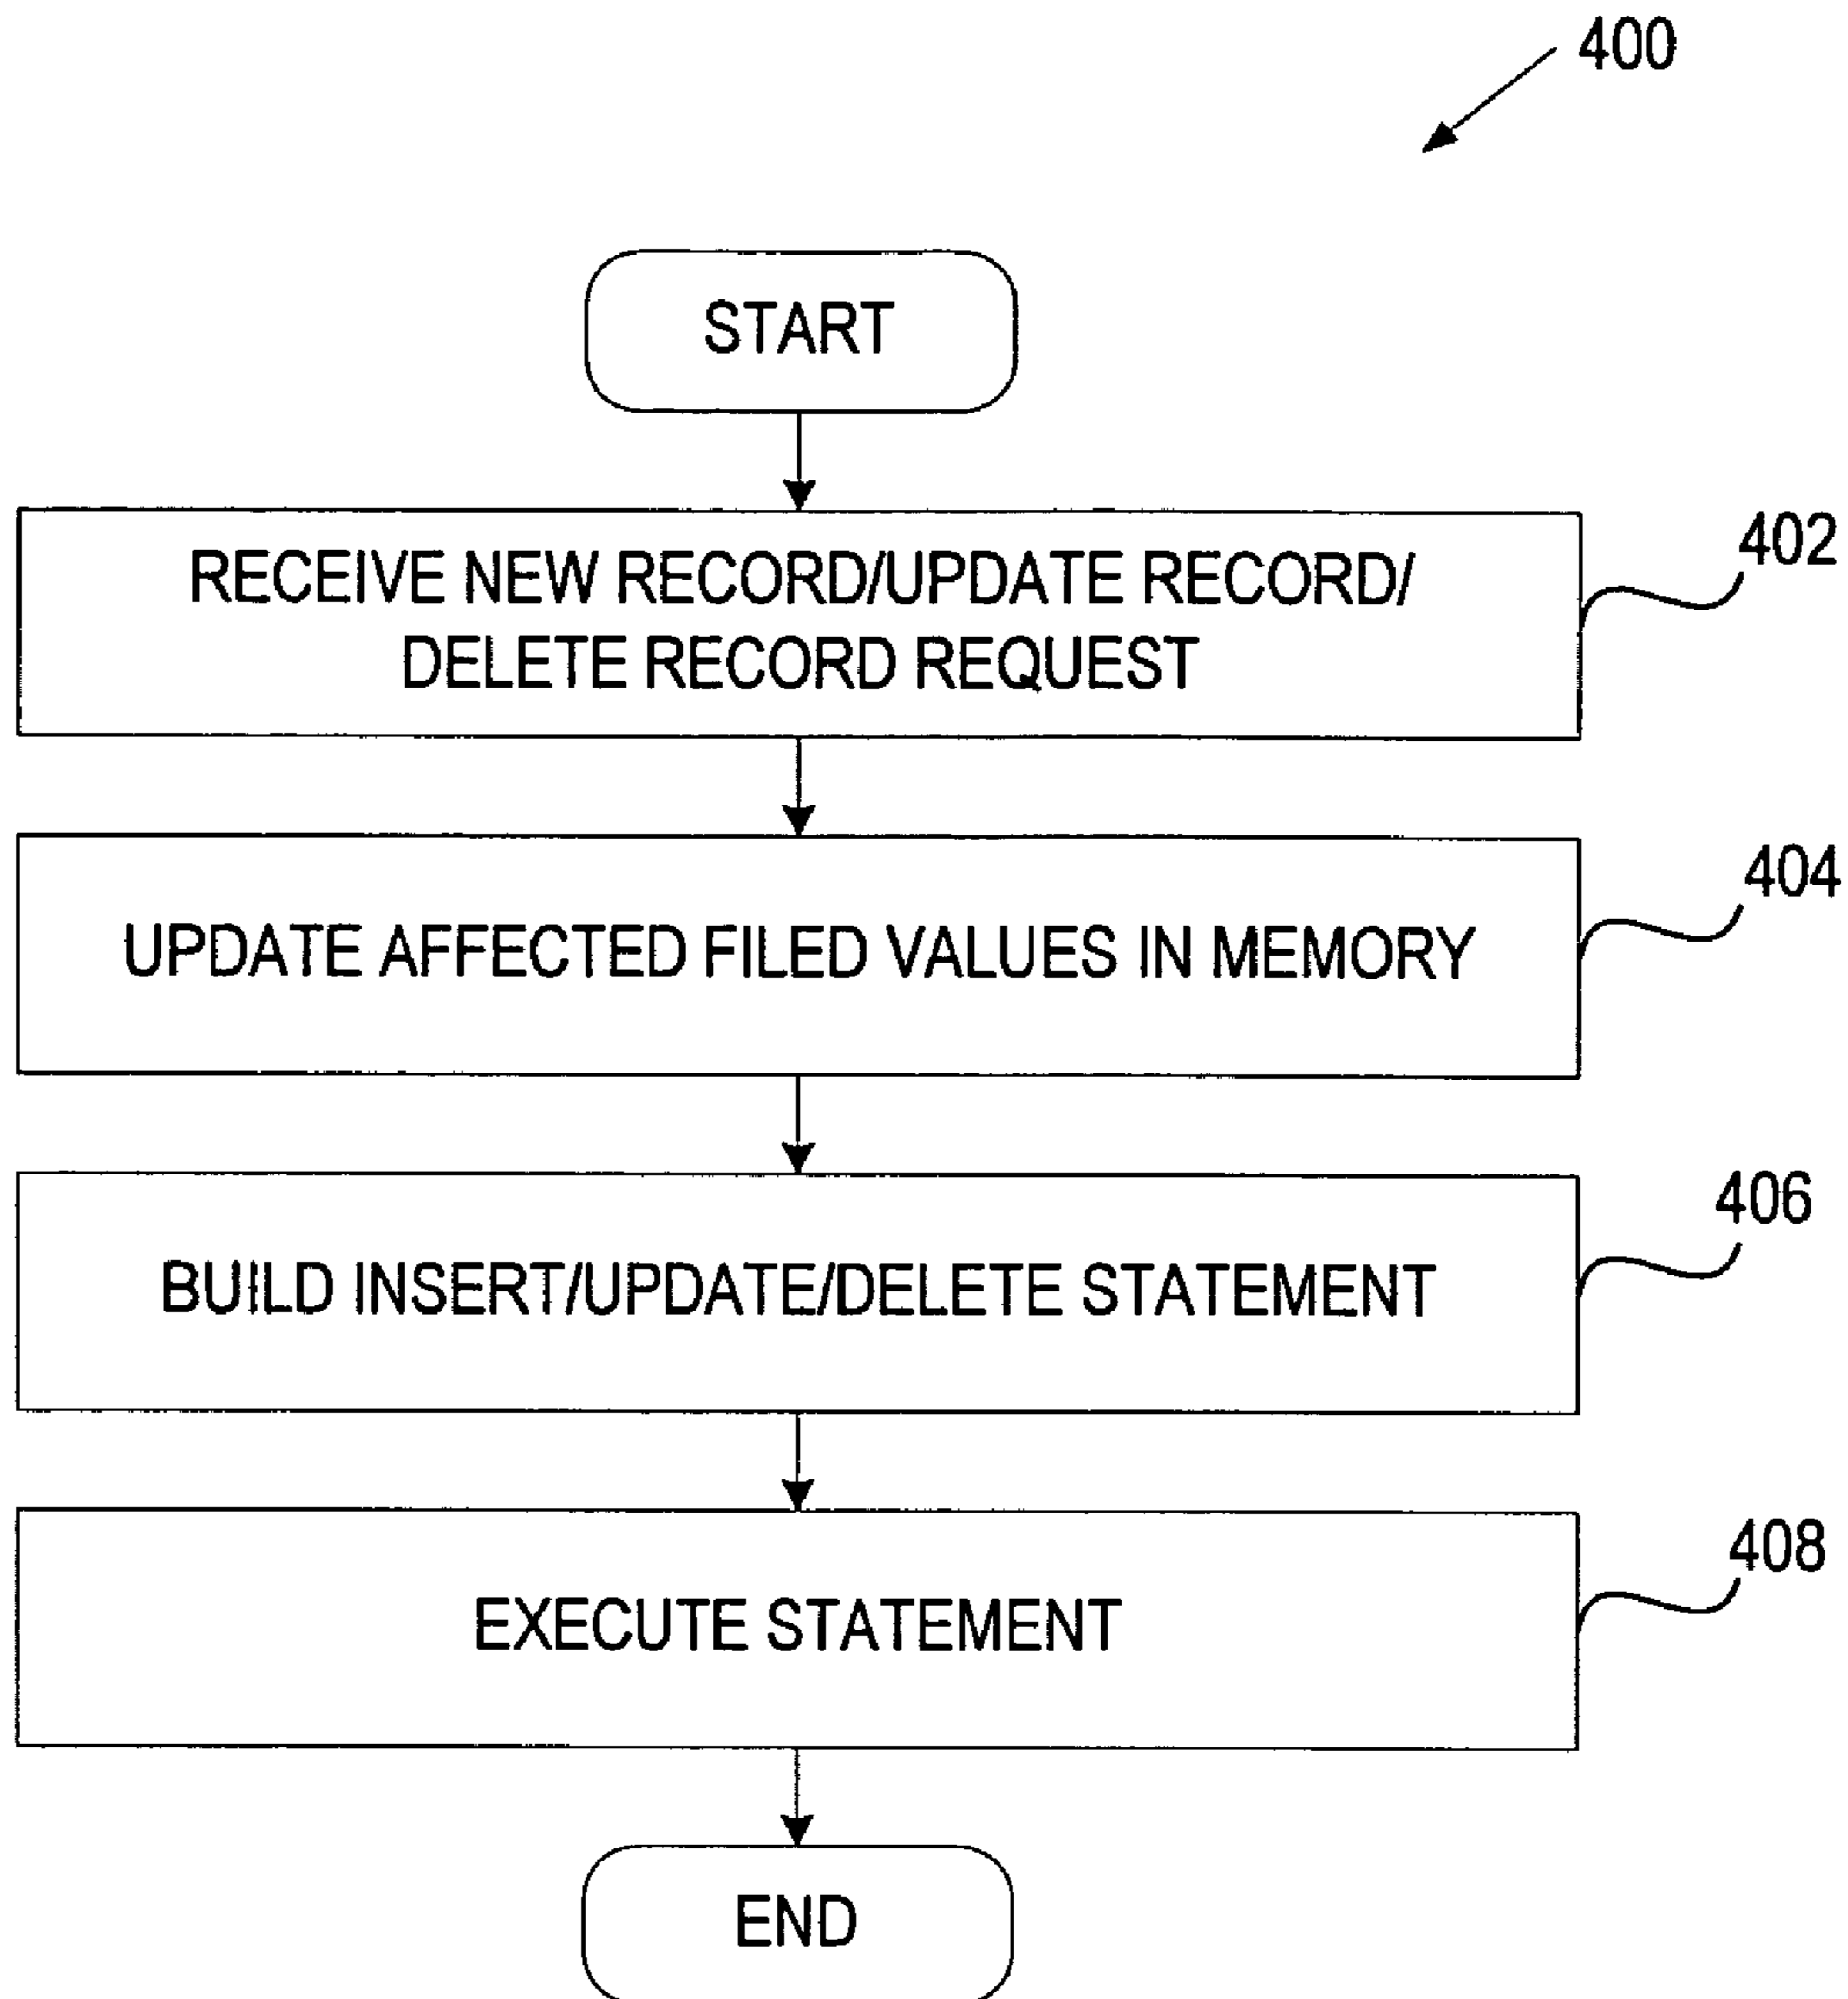 400
START
RECEIVE NEW RECORD/UPDATE RECORD/
DELETE RECORD REQUEST
402
UPDATE AFFECTED FILED VALUES IN MEMORY
404
BUILD INSERT/UPDATE/DELETE STATEMENT
406
EXECUTE STATEMENT
408
END